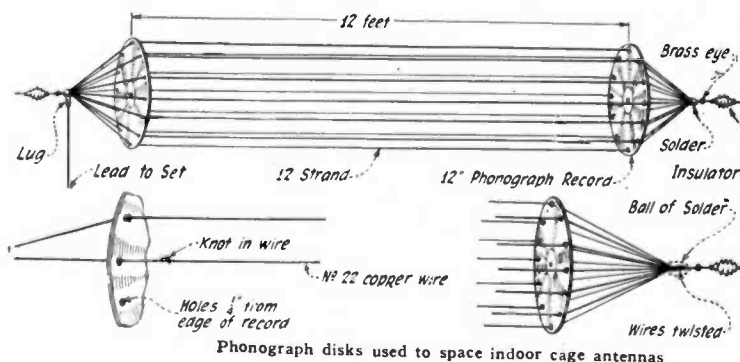 12 feet
Brass eye
Lug
Lead to Set
12 Strand
12" Phonograph Record
Solder
Insulator
Knot in wire
Nº 22 copper wire
Holes ¼" from
edge of record
Ball of Solder
Wires twisted
Phonograph disks used to space indoor cage antennas